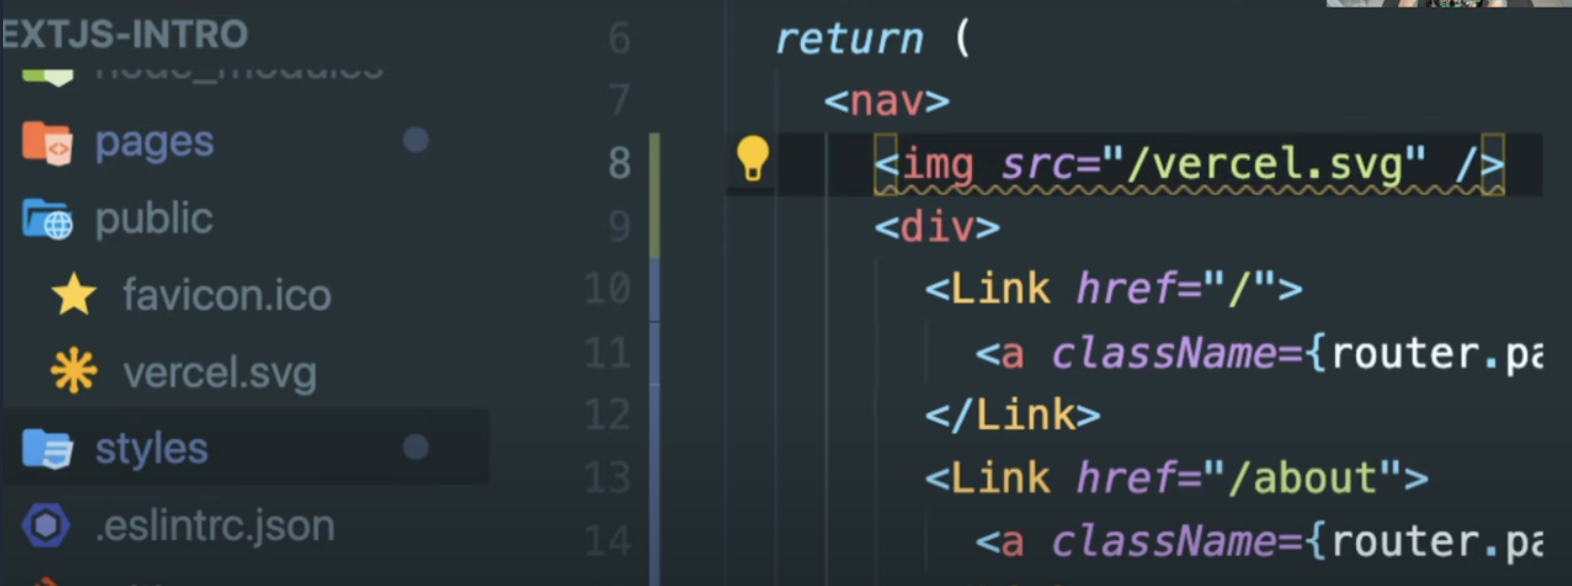 EXTJS-INTRO
node_modules
pages
public
favicon.ico
vercel.svg
styles
.eslintrc.json
6 return (
7 <nav>
8 <img src="/vercel.svg" />
9 <div>
10 <Link href="/">
11 <a className={router.pa
12 </Link>
13 <Link href="/about">
14 <a className={router.pa